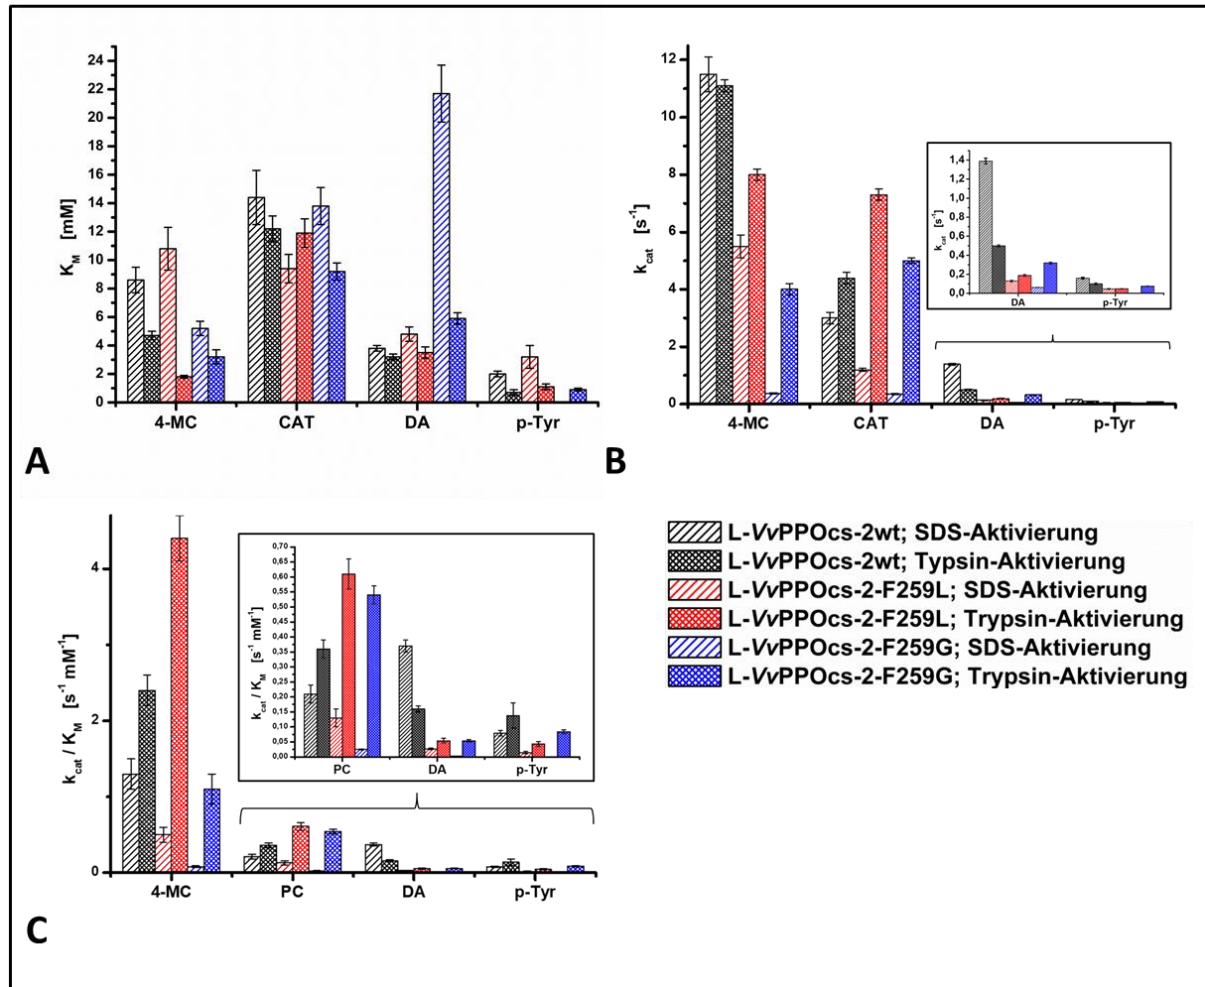 24
22
20
18
16
14
12
10
8
6
4
2
0
K_M [mM]
4-MC CAT DA p-Tyr
A
12
10
8
6
4
2
0
k_cat [s⁻¹]
4-MC CAT DA p-Tyr
1,4
1,2
1,0
0,8
0,6
0,4
0,2
0,0
k_cat [s⁻¹]
DA p-Tyr
B
4
2
0
k_cat / K_M [s⁻¹ mM⁻¹]
4-MC PC DA p-Tyr
0,70
0,65
0,60
0,55
0,50
0,45
0,40
0,35
0,30
0,25
0,20
0,15
0,10
0,05
0,00
k_cat / K_M [s⁻¹ mM⁻¹]
PC DA p-Tyr
C
L-VvPPOcs-2wt; SDS-Aktivierung
L-VvPPOcs-2wt; Typsin-Aktivierung
L-VvPPOcs-2-F259L; SDS-Aktivierung
L-VvPPOcs-2-F259L; Trypsin-Aktivierung
L-VvPPOcs-2-F259G; SDS-Aktivierung
L-VvPPOcs-2-F259G; Trypsin-Aktivierung